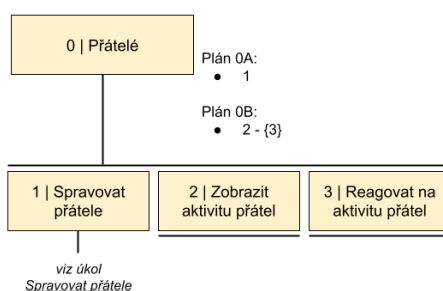 0 | Přátelé
Plán 0A:
● 1
Plán 0B:
● 2 - {3}
1 | Spravovat
přátele
2 | Zobrazit
aktivitu přátel
3 | Reagovat na
aktivitu přátel
viz úkol
Spravovat přátele